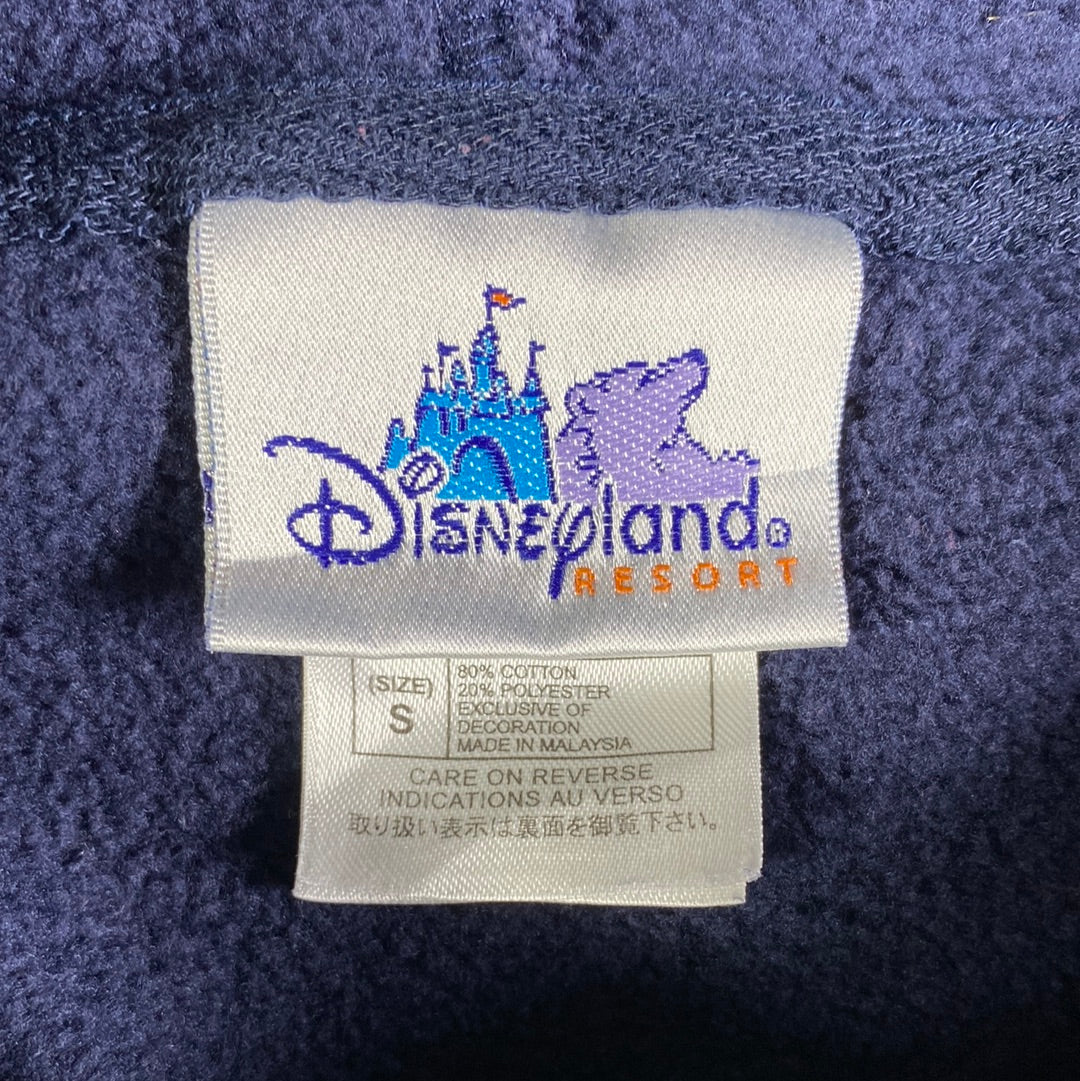 Disneyland®
RESORT
(SIZE)
S
80% COTTON
20% POLYESTER
EXCLUSIVE OF
DECORATION
MADE IN MALAYSIA
CARE ON REVERSE
INDICATIONS AU VERSO
取り扱い表示は裏面を御覧下さい。